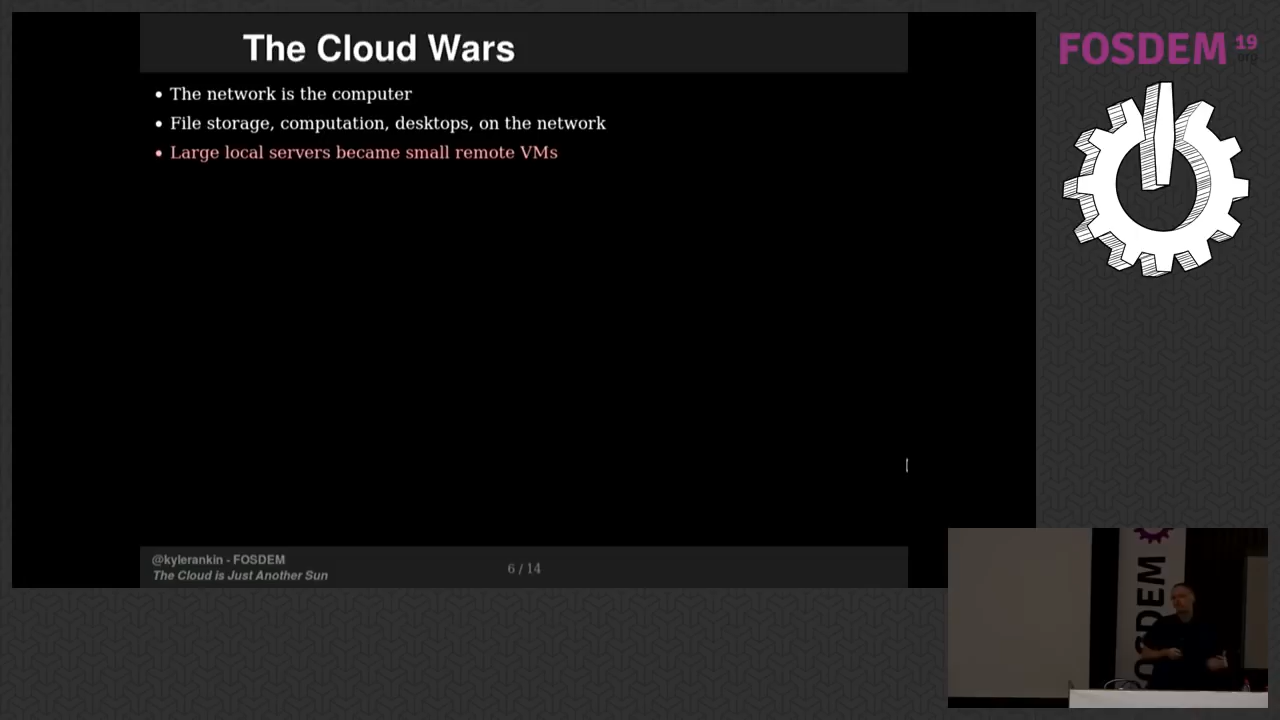 The Cloud Wars
The network is the computer
File storage, computation, desktops, on the network
Large local servers became small remote VMs
@kylerankin - FOSDEM
The Cloud is Just Another Sun
6 / 14
FOSDEM 19
.org
FOSDEM